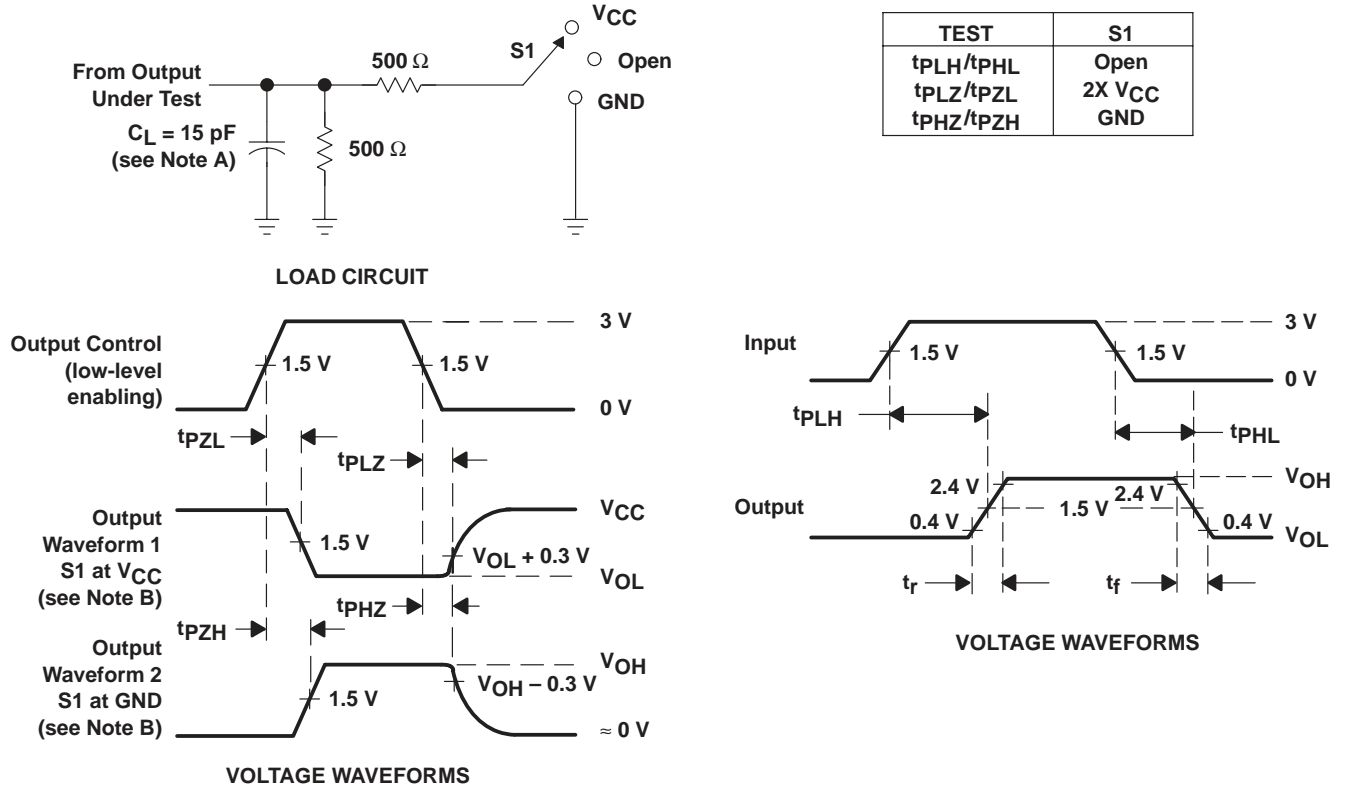 VCC
S1
Open
GND
500 Ω
From Output
Under Test
CL = 15 pF
(see Note A)
500 Ω
LOAD CIRCUIT
TEST S1
tPLH/tPHL Open
tPLZ/tPZL 2X VCC
tPHZ/tPZH GND
Output Control
(low-level
enabling)
1.5 V
1.5 V
3 V
0 V
tPZL
tPLZ
Output
Waveform 1
S1 at VCC
(see Note B)
1.5 V
VCC
VOL + 0.3 V
VOL
tPHZ
tPZH
Output
Waveform 2
S1 at GND
(see Note B)
1.5 V
VOH
VOH – 0.3 V
≈ 0 V
VOLTAGE WAVEFORMS
Input
1.5 V
1.5 V
3 V
0 V
tPLH
tPHL
Output
2.4 V
2.4 V
VOH
0.4 V
1.5 V
0.4 V
VOL
tr
tf
VOLTAGE WAVEFORMS